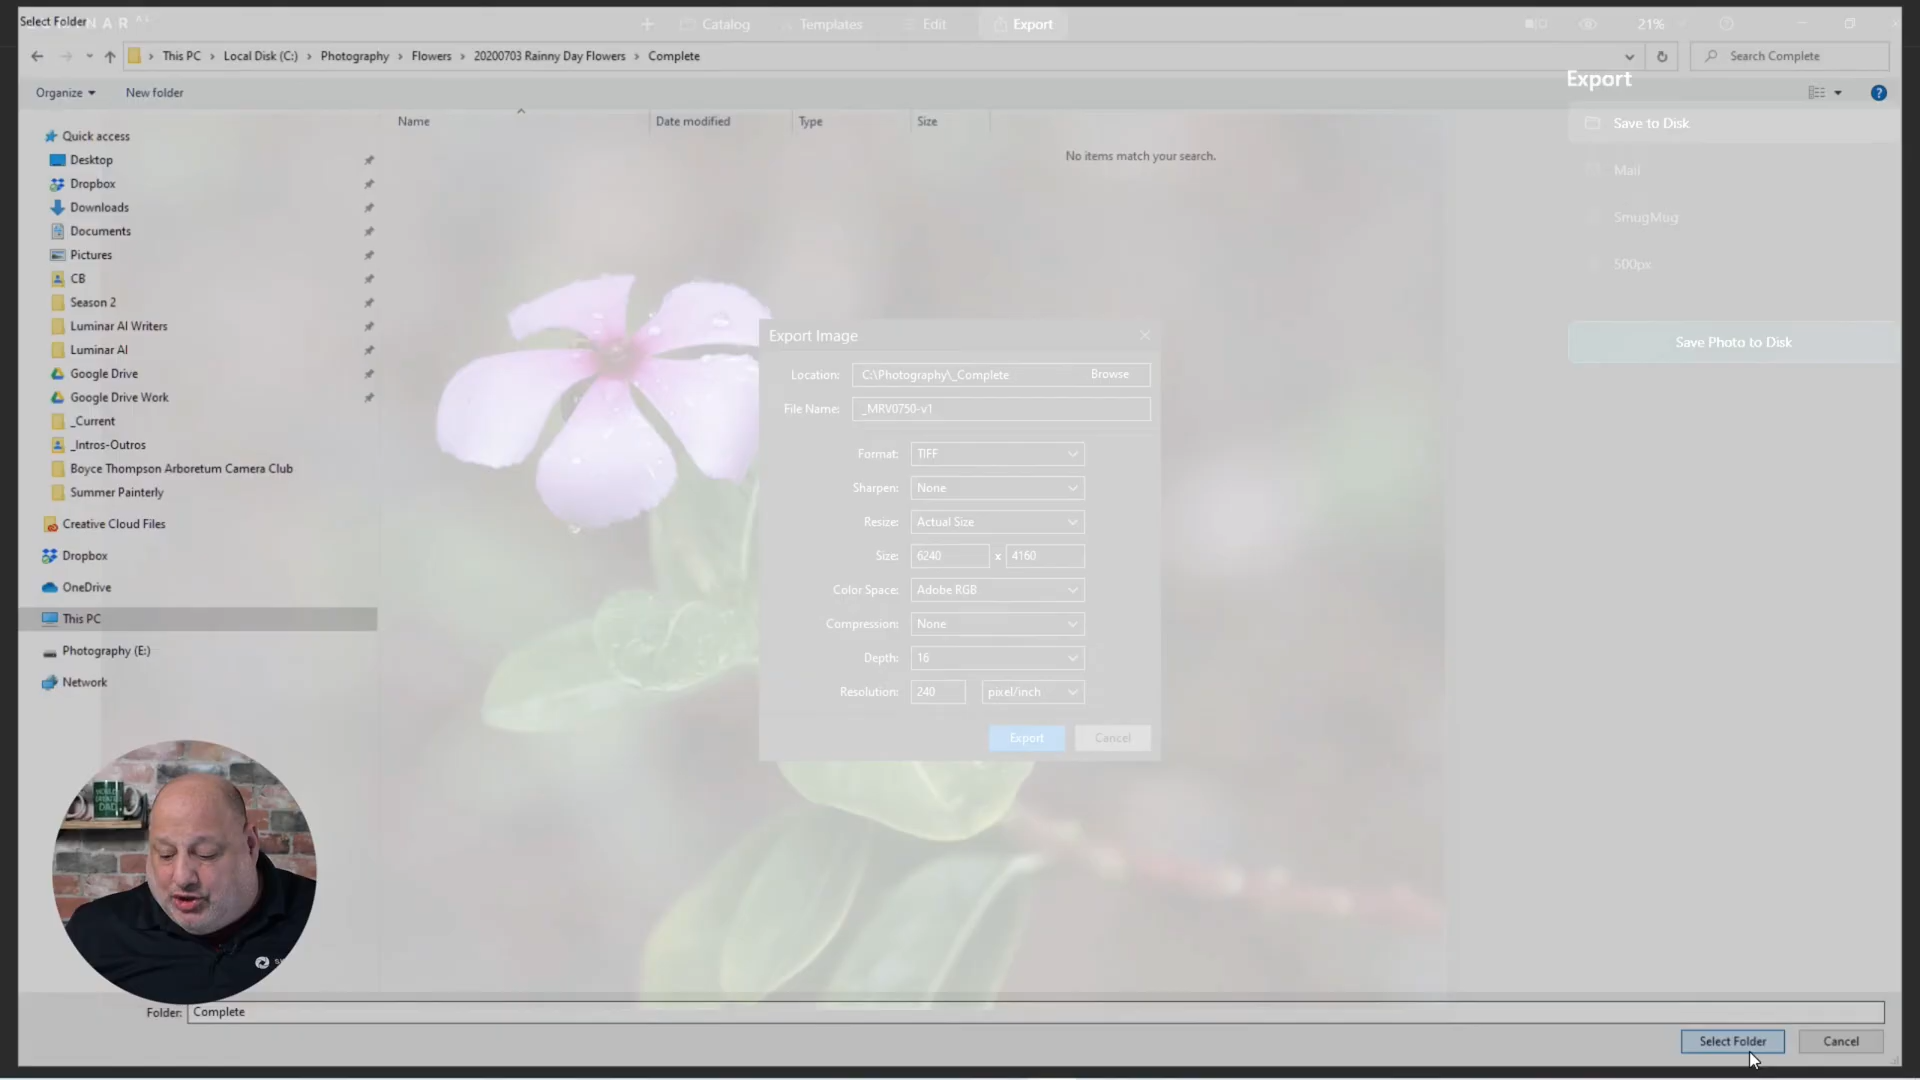 Select Folder
NAR
Catalog
Templates
Edit
Export
21%
This PC > Local Disk (C:) > Photography > Flowers > 20200703 Rainny Day Flowers > Complete
Search Complete
Organize
New folder
Export
Name
Date modified
Type
Size
No items match your search.
Save to Disk
Mail
SmugMug
500px
Save Photo to Disk
Quick access
Desktop
Dropbox
Downloads
Documents
Pictures
CB
Season 2
Luminar AI Writers
Luminar AI
Google Drive
Google Drive Work
_Current
_Intros-Outros
Boyce Thompson Arboretum Camera Club
Summer Painterly
Creative Cloud Files
Dropbox
OneDrive
This PC
Photography (E:)
Network
Export Image
Location: C:\Photography\_Complete Browse
File Name: _MRV0750-v1
Format: TIFF
Sharpen: None
Resize: Actual Size
Size: 6240 x 4160
Color Space: Adobe RGB
Compression: None
Depth: 16
Resolution: 240 pixel/inch
Export
Cancel
Folder: Complete
Select Folder
Cancel